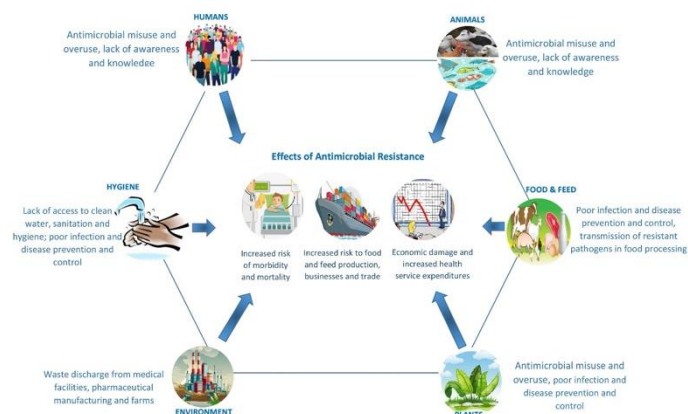 HUMANS
Antimicrobial misuse and
overuse, lack of awareness
and knowledee
ANIMALS
Antimicrobial misuse and
overuse, lack of awareness
and knowledge
Effects of Antimicrobial Resistance
HYGIENE
Lack of access to clean
water, sanitation and
hygiene; poor infection and
disease prevention and
control
Increased risk
of morbidity
and mortality
Increased risk to food
and feed production,
businesses and trade
Economic damage and
increased health
service expenditures
FOOD & FEED
Poor infection and disease
prevention and control,
transmission of resistant
pathogens in food processing
Waste discharge from medical
facilities, pharmaceutical
manufacturing and farms
ENVIRONMENT
Antimicrobial misuse and
overuse, poor infection and
disease prevention and
control
PLANTS